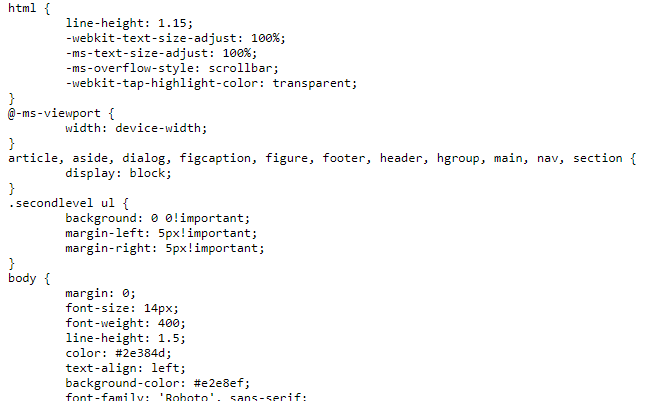 html {
line-height: 1.15;
-webkit-text-size-adjust: 100%;
-ms-text-size-adjust: 100%;
-ms-overflow-style: scrollbar;
-webkit-tap-highlight-color: transparent;
}
@-ms-viewport {
width: device-width;
}
article, aside, dialog, figcaption, figure, footer, header, hgroup, main, nav, section {
display: block;
}
.secondlevel ul {
background: 0 0!important;
margin-left: 5px!important;
margin-right: 5px!important;
}
body {
margin: 0;
font-size: 14px;
font-weight: 400;
line-height: 1.5;
color: #2e384d;
text-align: left;
background-color: #e2e8ef;
font-family: 'Roboto', sans-serif;